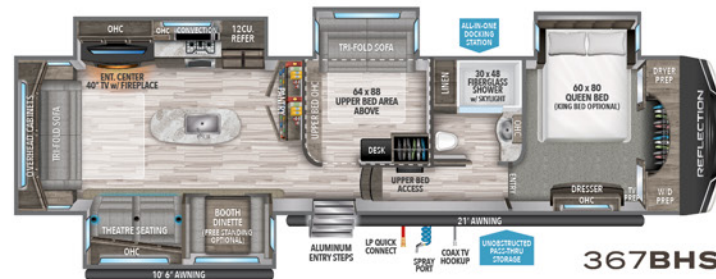 OHC
OHC
CONVECTION
12CU.
REFER
ENT. CENTER
40" TV w/ FIREPLACE
OVERHEAD CABINETS
TRI-FOLD SOFA
PANTRY
UPPER BED OHC
TRI-FOLD SOFA
64 x 88
UPPER BED AREA
ABOVE
DESK
UPPER BED
ACCESS
ALL-IN-ONE
DOCKING
STATION
LINEN
30 x 48
FIBERGLASS
SHOWER
w/ SKYLIGHT
OHC
ENTRY
60 x 80
QUEEN BED
(KING BED OPTIONAL)
DRYER
PREP
REFLECTION
DRESSER
OHC
TV PREP
W/D
PREP
THEATRE SEATING
OHC
BOOTH
DINETTE
(FREE STANDING
OPTIONAL)
10' 6" AWNING
21' AWNING
ALUMINUM
ENTRY STEPS
LP QUICK
CONNECT
SPRAY
PORT
COAX TV
HOOKUP
UNOBSTRUCTED
PASS-THRU
STORAGE
367BHS